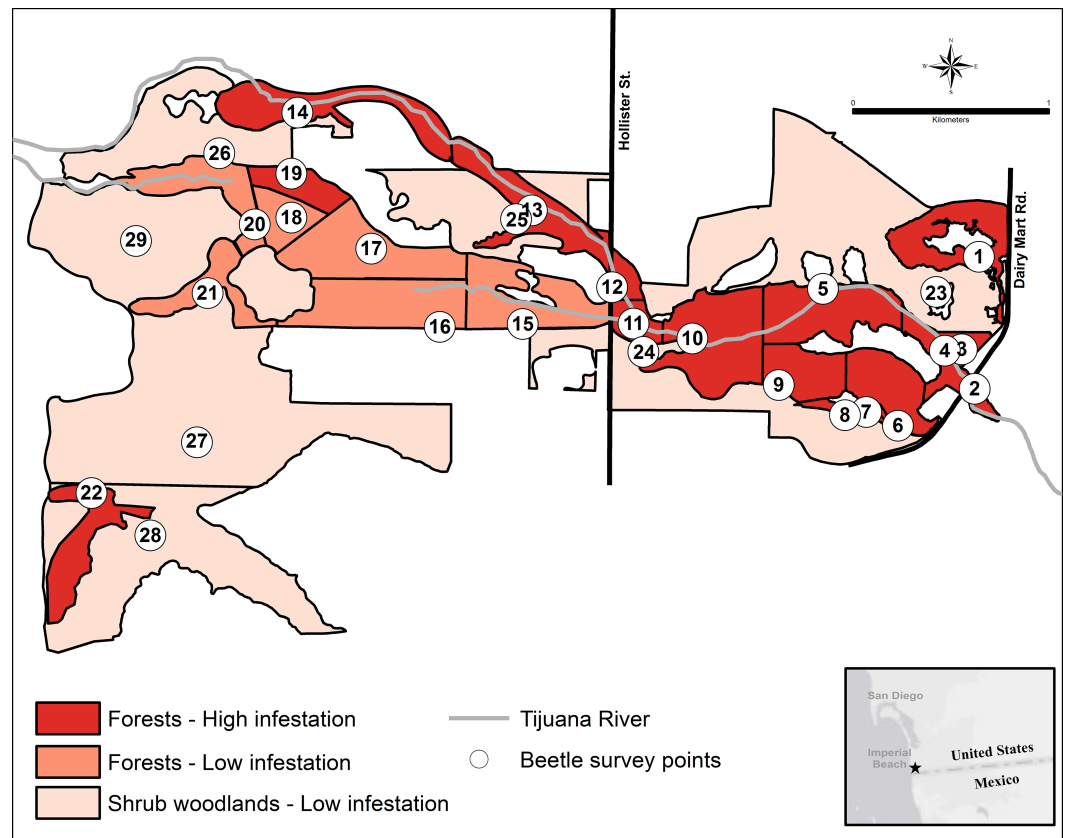 N
W
E
S
0
1
Kilometers
Hollister St.
Dairy Mart Rd.
14
26
19
13
25
18
20
17
29
1
12
5
21
23
11
16
15
10
24
4
3
9
2
8
7
6
27
22
28
Forests - High infestation
Forests - Low infestation
Shrub woodlands - Low infestation
Tijuana River
Beetle survey points
San Diego
Imperial
Beach
United States
Mexico